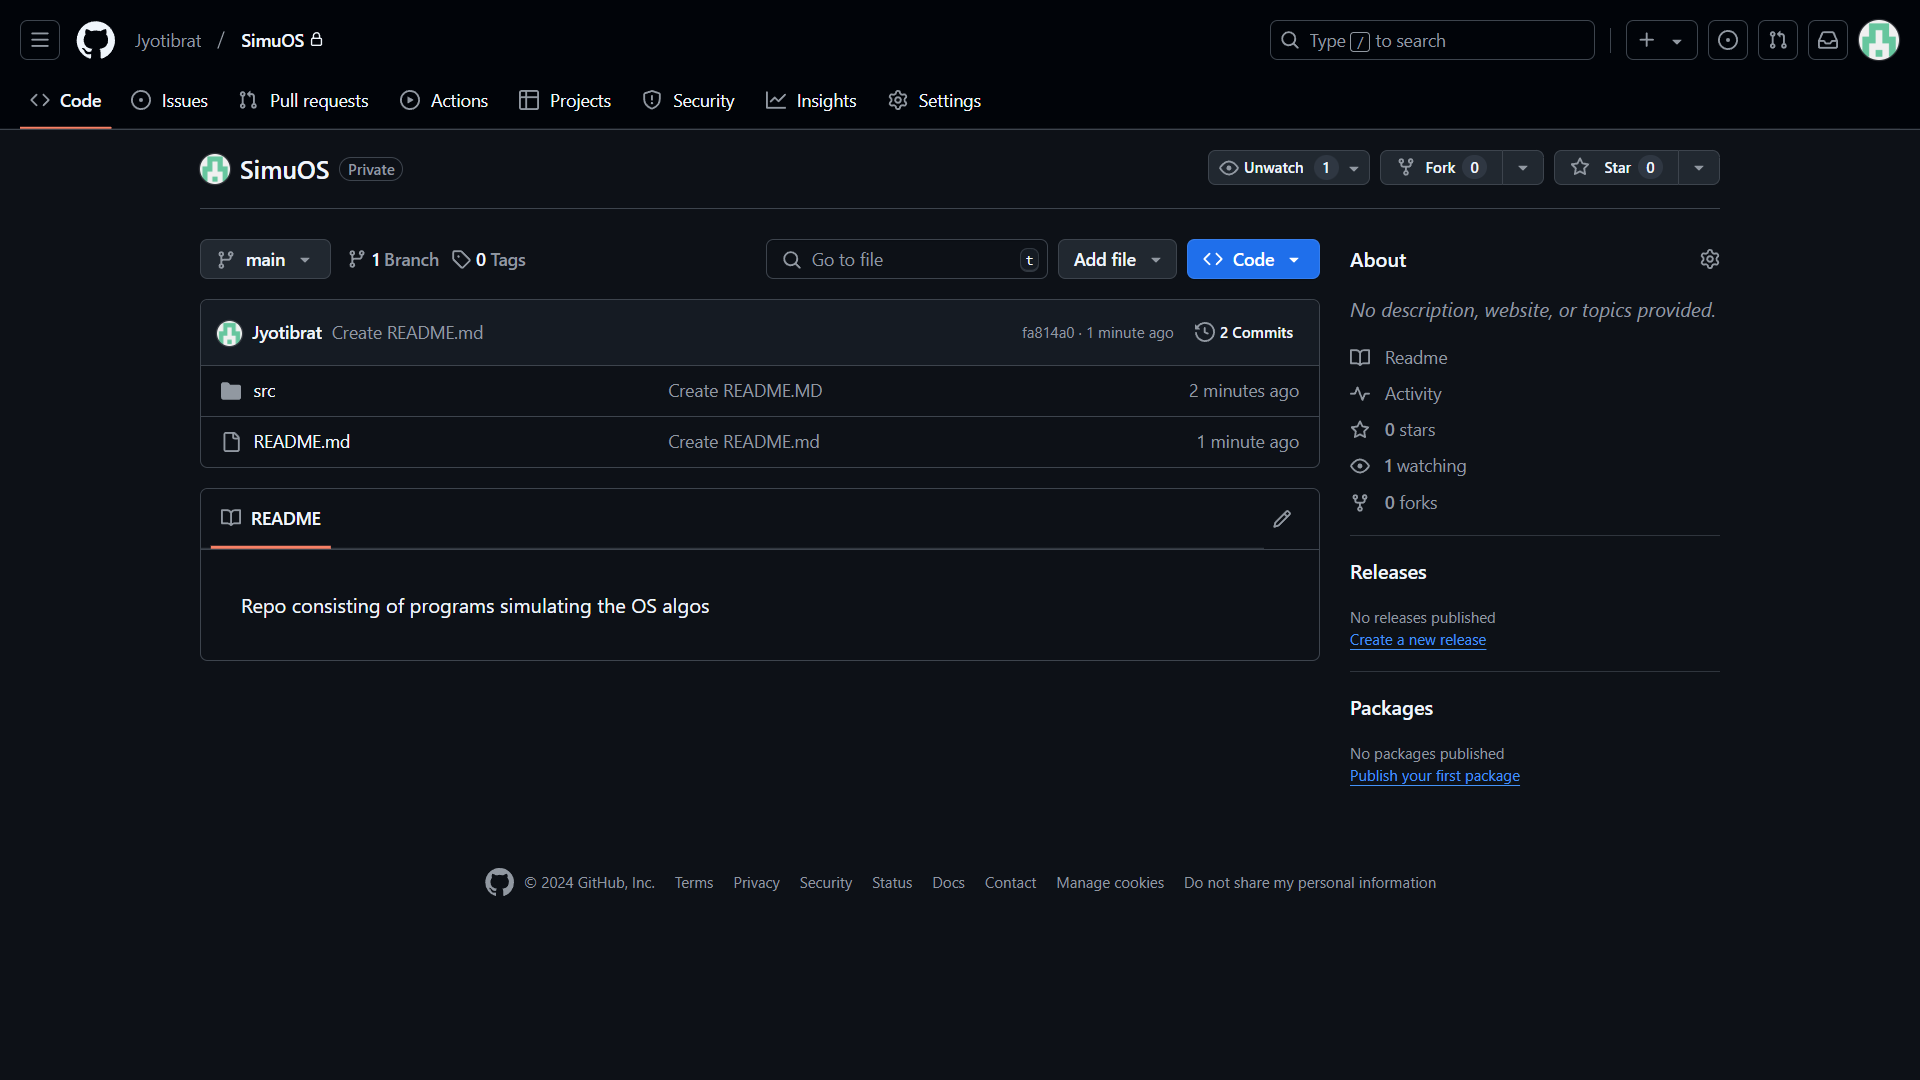 Jyotibrat / SimuOS
Type / to search
Code Issues Pull requests Actions Projects Security Insights Settings
SimuOS Private
Unwatch 1 Fork 0 Star 0
main 1 Branch 0 Tags
Go to file t
Add file Code
Jyotibrat Create README.md fa814a0 · 1 minute ago 2 Commits
src Create README.MD 2 minutes ago
README.md Create README.md 1 minute ago
README
Repo consisting of programs simulating the OS algos
About
No description, website, or topics provided.
Readme
Activity
0 stars
1 watching
0 forks
Releases
No releases published
Create a new release
Packages
No packages published
Publish your first package
© 2024 GitHub, Inc. Terms Privacy Security Status Docs Contact Manage cookies Do not share my personal information